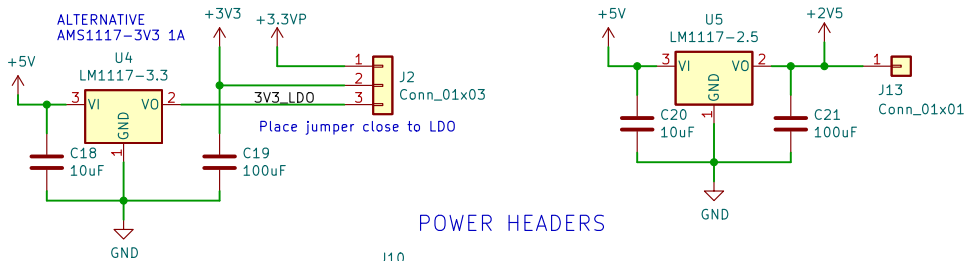 ALTERNATIVE
AMS1117-3V3 1A
+5V
U4
LM1117-3.3
3 VI VO 2
GND
1
C18
10uF
GND
+3V3
+3.3VP
3V3_LDO
C19
100uF
1
2
3
J2
Conn_01x03
Place jumper close to LDO
+5V
U5
LM1117-2.5
3 VI VO 2
GND
1
C20
10uF
GND
+2V5
C21
100uF
1
J13
Conn_01x01
POWER HEADERS
J10